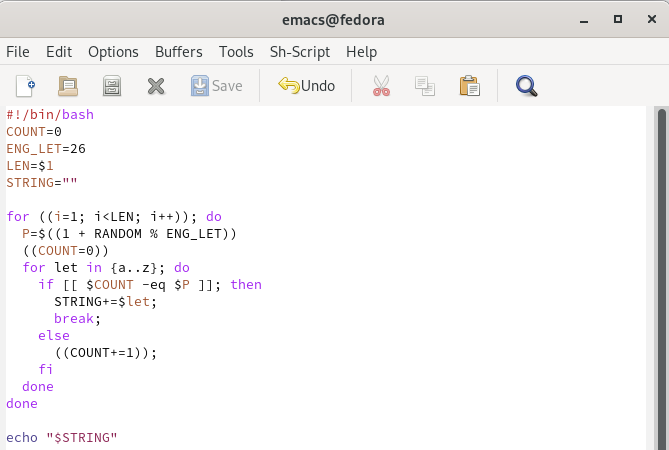 emacs@fedora
File Edit Options Buffers Tools Sh-Script Help
Save Undo
#!/bin/bash
COUNT=0
ENG_LET=26
LEN=$1
STRING=""

for ((i=1; i<LEN; i++)); do
  P=$((1 + RANDOM % ENG_LET))
  ((COUNT=0))
  for let in {a..z}; do
    if [[ $COUNT -eq $P ]]; then
      STRING+=$let;
      break;
    else
      ((COUNT+=1));
    fi
  done
done

echo "$STRING"